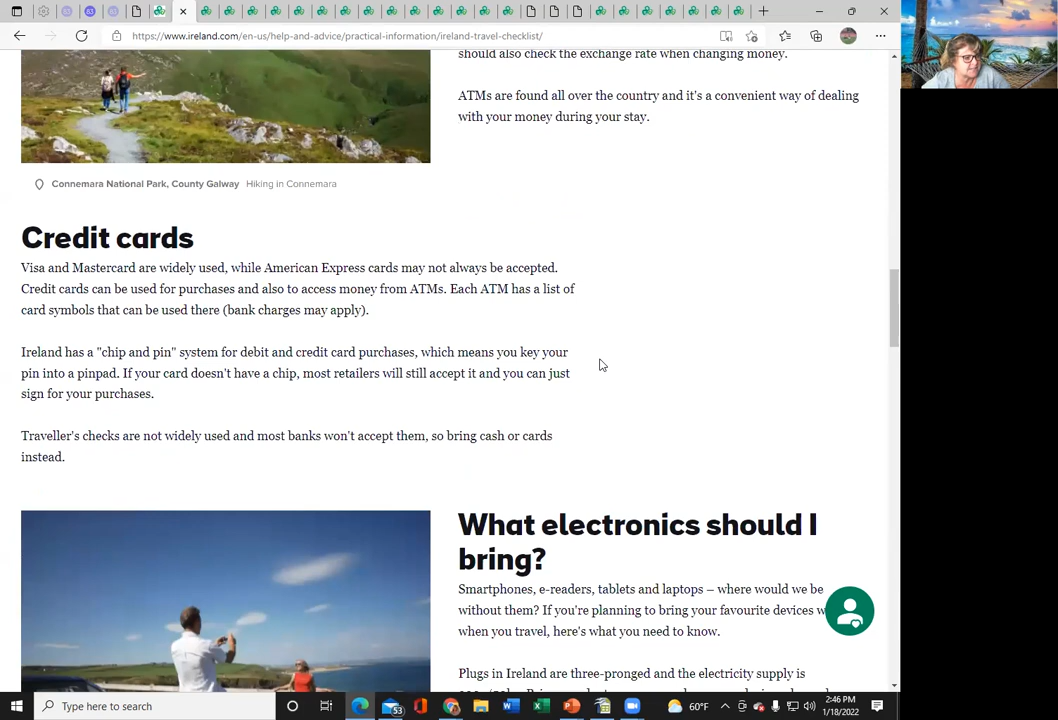 https://www.ireland.com/en-us/help-and-advice/practical-information/ireland-travel-checklist/
should also check the exchange rate when changing money.
ATMs are found all over the country and it's a convenient way of dealing
with your money during your stay.
Connemara National Park, County Galway Hiking in Connemara
Credit cards
Visa and Mastercard are widely used, while American Express cards may not always be accepted.
Credit cards can be used for purchases and also to access money from ATMs. Each ATM has a list of
card symbols that can be used there (bank charges may apply).
Ireland has a "chip and pin" system for debit and credit card purchases, which means you key your
pin into a pinpad. If your card doesn't have a chip, most retailers will still accept it and you can just
sign for your purchases.
Traveller's checks are not widely used and most banks won't accept them, so bring cash or cards
instead.
What electronics should I
bring?
Smartphones, e-readers, tablets and laptops – where would we be
without them? If you're planning to bring your favourite devices
when you travel, here's what you need to know.
Plugs in Ireland are three-pronged and the electricity supply is
Type here to search
53
60°F
2:46 PM
1/18/2022